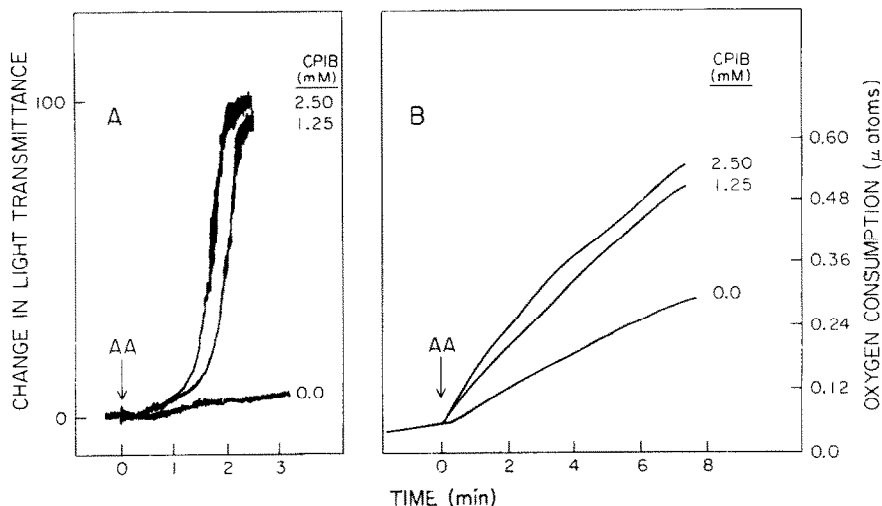 CHANGE IN LIGHT TRANSMITTANCE
100
0
A
CPIB
(mM)
2.50
1.25
0.0
AA
0 1 2 3
B
CPIB
(mM)
2.50
1.25
0.0
AA
0 2 4 6 8
0.60
0.48
0.36
0.24
0.12
0.0
OXYGEN CONSUMPTION (μ atoms)
TIME (min)